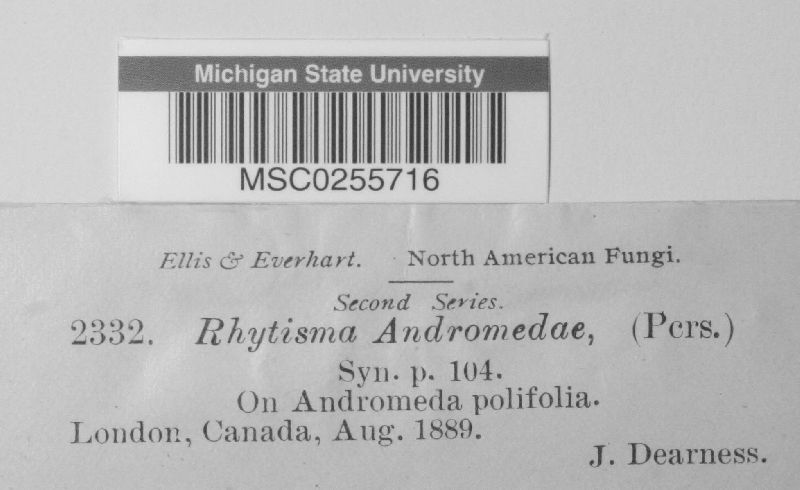 Michigan State University
MSC0255716
Ellis & Everhart. North American Fungi.
Second Series.
2332. Rhytisma Andromedae, (Pers.)
Syn. p. 104.
On Andromeda polifolia.
London, Canada, Aug. 1889.
J. Dearness.